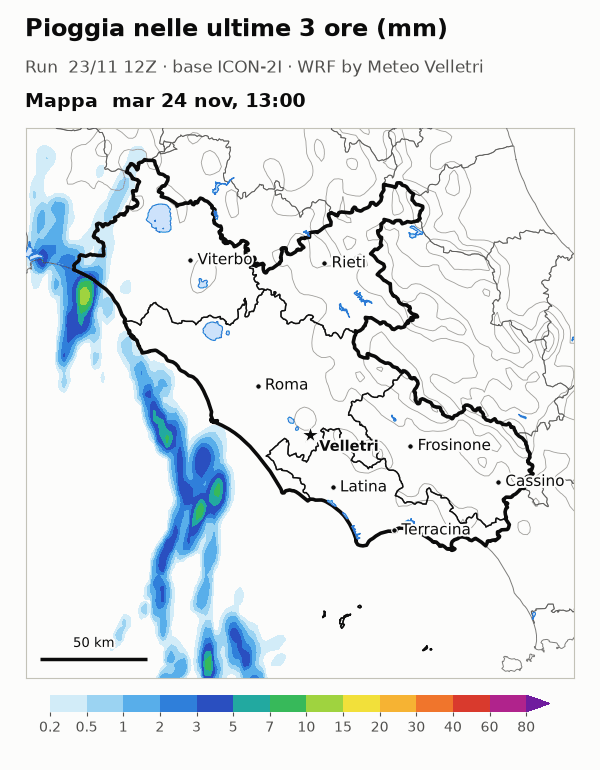 Pioggia nelle ultime 3 ore (mm)
Run  23/11 12Z · base ICON-2I · WRF by Meteo Velletri
Mappa  mar 24 nov, 13:00
Viterbo
Rieti
Roma
Velletri
Frosinone
Latina
Cassino
Terracina
50 km
0.2 0.5 1 2 3 5 7 10 15 20 30 40 60 80